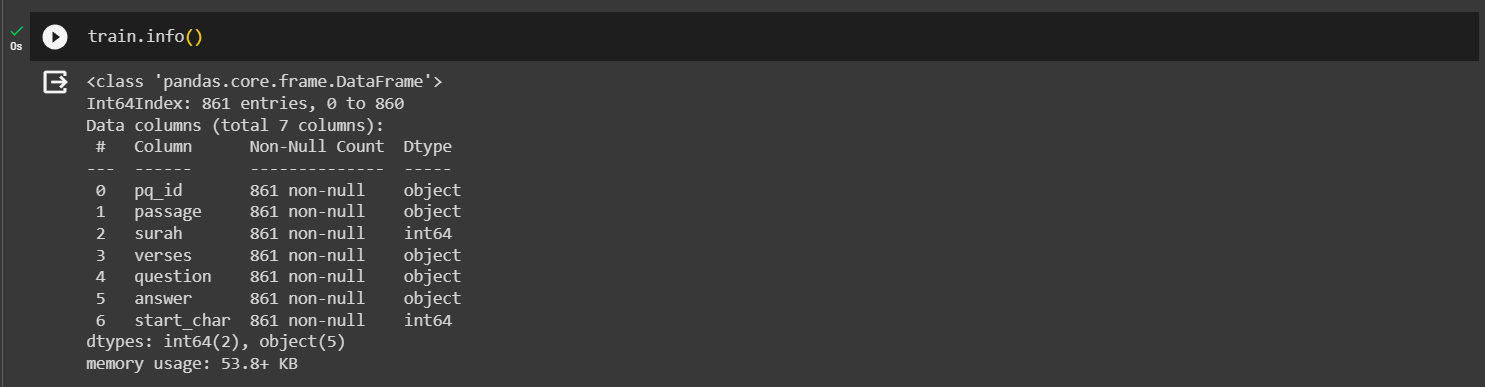 train.info()
0s
<class 'pandas.core.frame.DataFrame'>
Int64Index: 861 entries, 0 to 860
Data columns (total 7 columns):
 #   Column      Non-Null Count  Dtype
---  ------      --------------  -----
 0   pq_id       861 non-null    object
 1   passage     861 non-null    object
 2   surah       861 non-null    int64
 3   verses      861 non-null    object
 4   question    861 non-null    object
 5   answer      861 non-null    object
 6   start_char  861 non-null    int64
dtypes: int64(2), object(5)
memory usage: 53.8+ KB